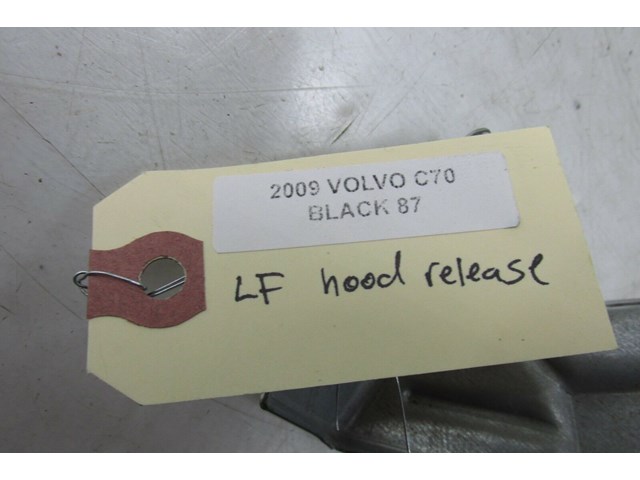 2009 VOLVO C70
BLACK 87
LF hood release